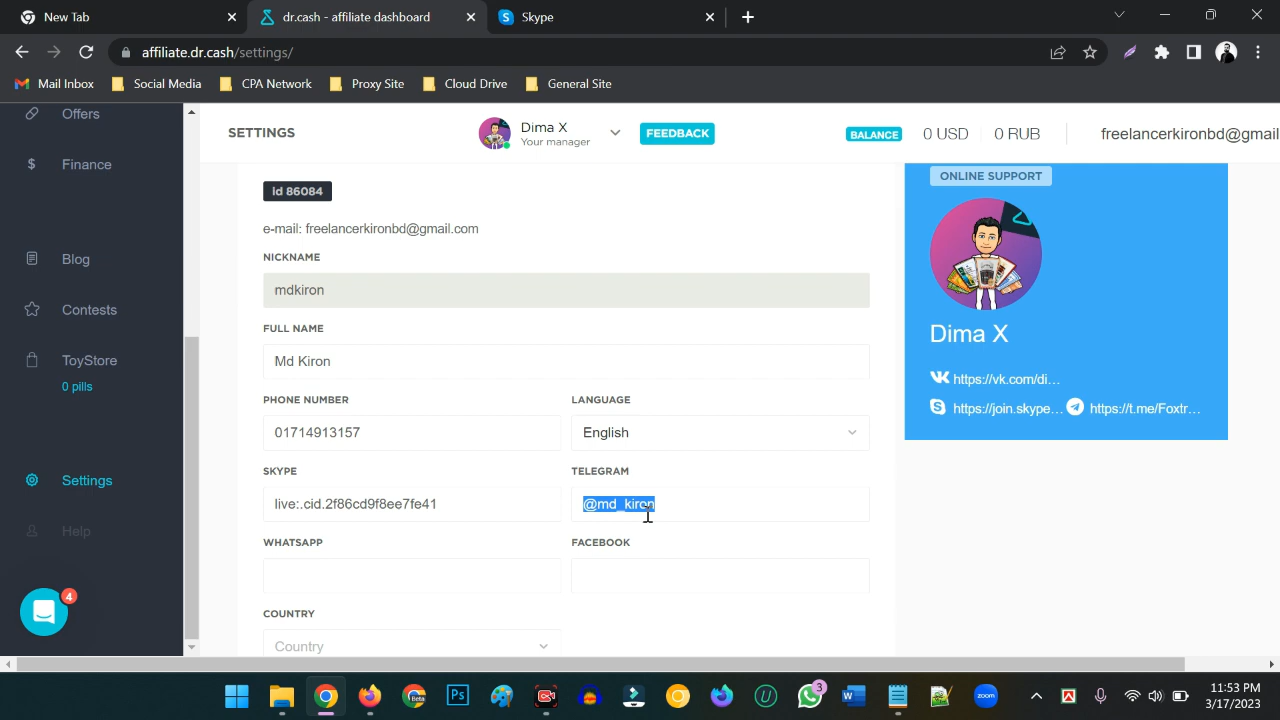 New Tab
dr.cash - affiliate dashboard
Skype
affiliate.dr.cash/settings/
Mail Inbox
Social Media
CPA Network
Proxy Site
Cloud Drive
General Site
Offers
Finance
Blog
Contests
ToyStore
0 pills
Settings
Help
4
SETTINGS
Dima X
Your manager
FEEDBACK
BALANCE
0 USD
0 RUB
freelancerkironbd@gmail
id 86084
e-mail: freelancerkironbd@gmail.com
NICKNAME
mdkiron
FULL NAME
Md Kiron
PHONE NUMBER
LANGUAGE
01714913157
English
SKYPE
TELEGRAM
live:.cid.2f86cd9f8ee7fe41
@md_kiron
WHATSAPP
FACEBOOK
COUNTRY
Country
ONLINE SUPPORT
Dima X
https://vk.com/di...
https://join.skype...
https://t.me/Foxtr...
Beta
Ps
3
W
zoom
11:53 PM
3/17/2023